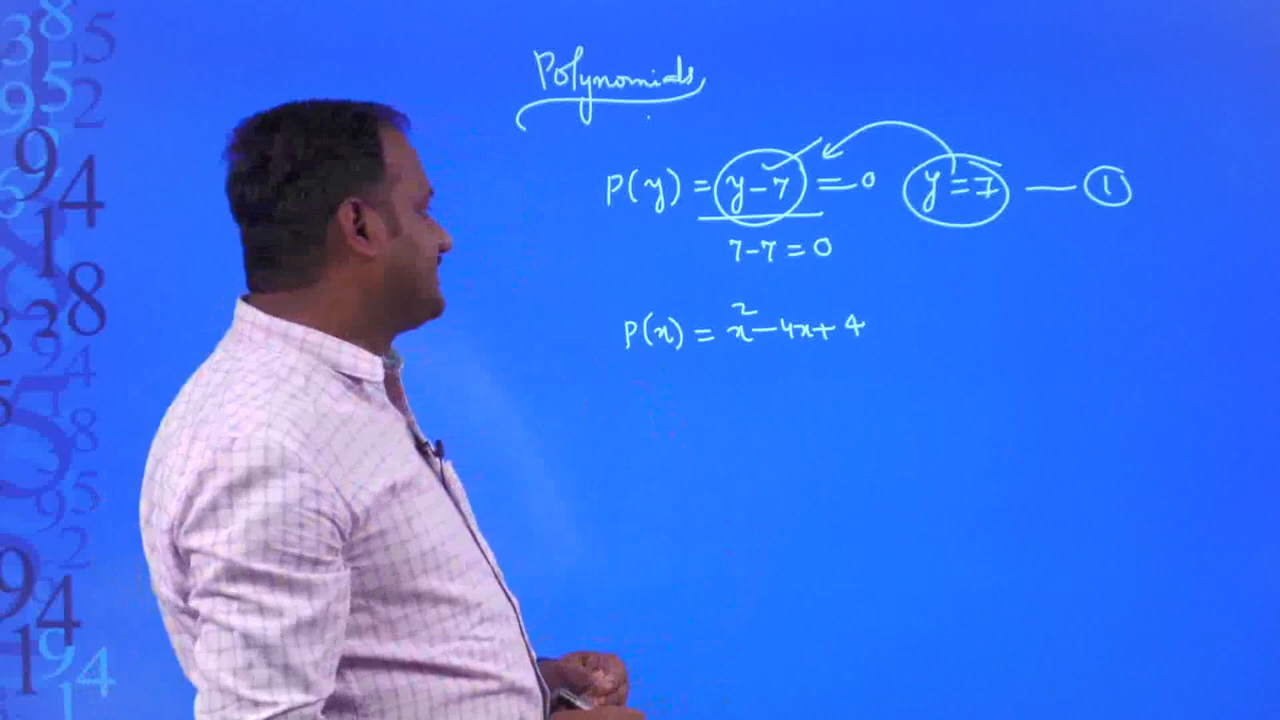 Polynomials
P(y) = y-7 = 0 y = 7 — 1
7-7 = 0
P(x) = x² - 4x + 4